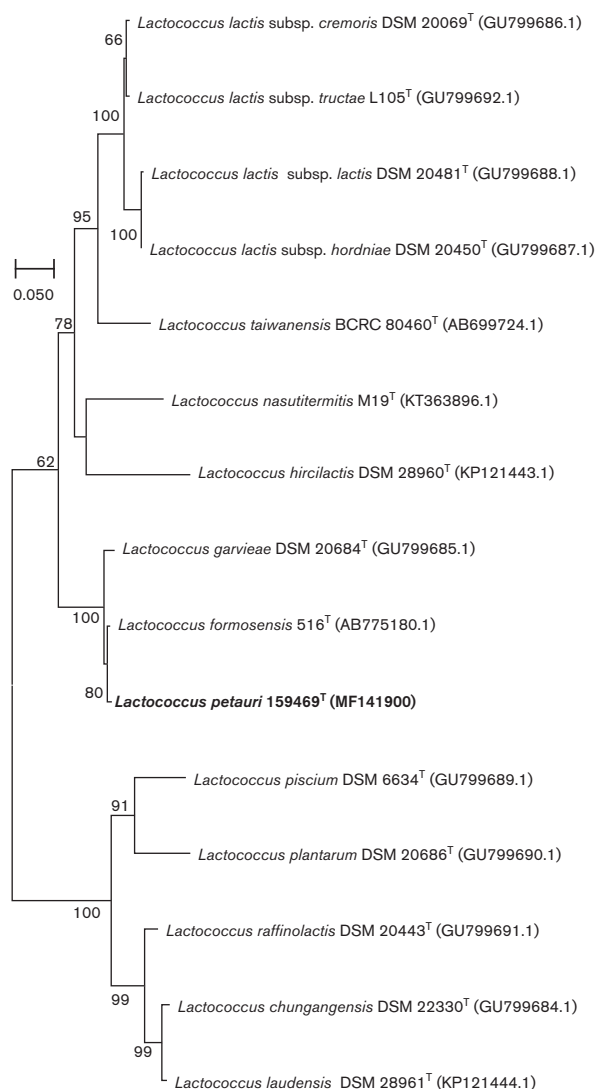 66
Lactococcus lactis subsp. cremoris DSM 20069ᵀ (GU799686.1)
Lactococcus lactis subsp. tructae L105ᵀ (GU799692.1)
100
Lactococcus lactis subsp. lactis DSM 20481ᵀ (GU799688.1)
95
100
Lactococcus lactis subsp. hordniae DSM 20450ᵀ (GU799687.1)
0.050
78
Lactococcus taiwanensis BCRC 80460ᵀ (AB699724.1)
Lactococcus nasutitermitis M19ᵀ (KT363896.1)
62
Lactococcus hircilactis DSM 28960ᵀ (KP121443.1)
Lactococcus garvieae DSM 20684ᵀ (GU799685.1)
100
Lactococcus formosensis 516ᵀ (AB775180.1)
80
Lactococcus petauri 159469ᵀ (MF141900)
Lactococcus piscium DSM 6634ᵀ (GU799689.1)
91
Lactococcus plantarum DSM 20686ᵀ (GU799690.1)
100
Lactococcus raffinolactis DSM 20443ᵀ (GU799691.1)
99
Lactococcus chungangensis DSM 22330ᵀ (GU799684.1)
99
Lactococcus laudensis DSM 28961ᵀ (KP121444.1)